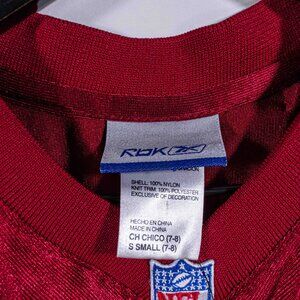 RBK
SHELL: 100% NYLON
KNIT TRIM: 100% POLYESTER
EXCLUSIVE OF DECORATION
HECHO EN CHINA
MADE IN CHINA
CH CHICO (7-8)
S SMALL (7-8)